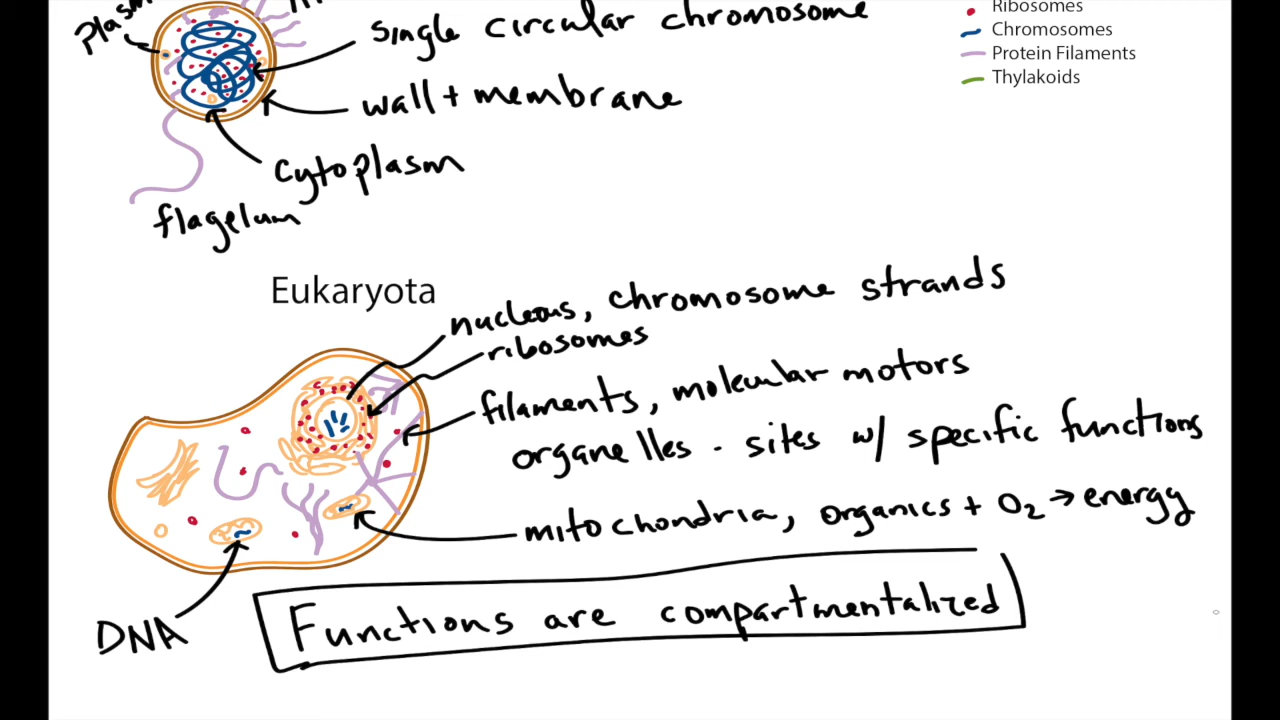 single circular chromosome
wall + membrane
cytoplasm
flagelum
Ribosomes
Chromosomes
Protein Filaments
Thylakoids
Eukaryota
nucleous, chromosome strands
ribosomes
filaments, molecular motors
organelles - sites w/ specific functions
mitochondria, organics + O₂ → energy
DNA
Functions are compartmentalized